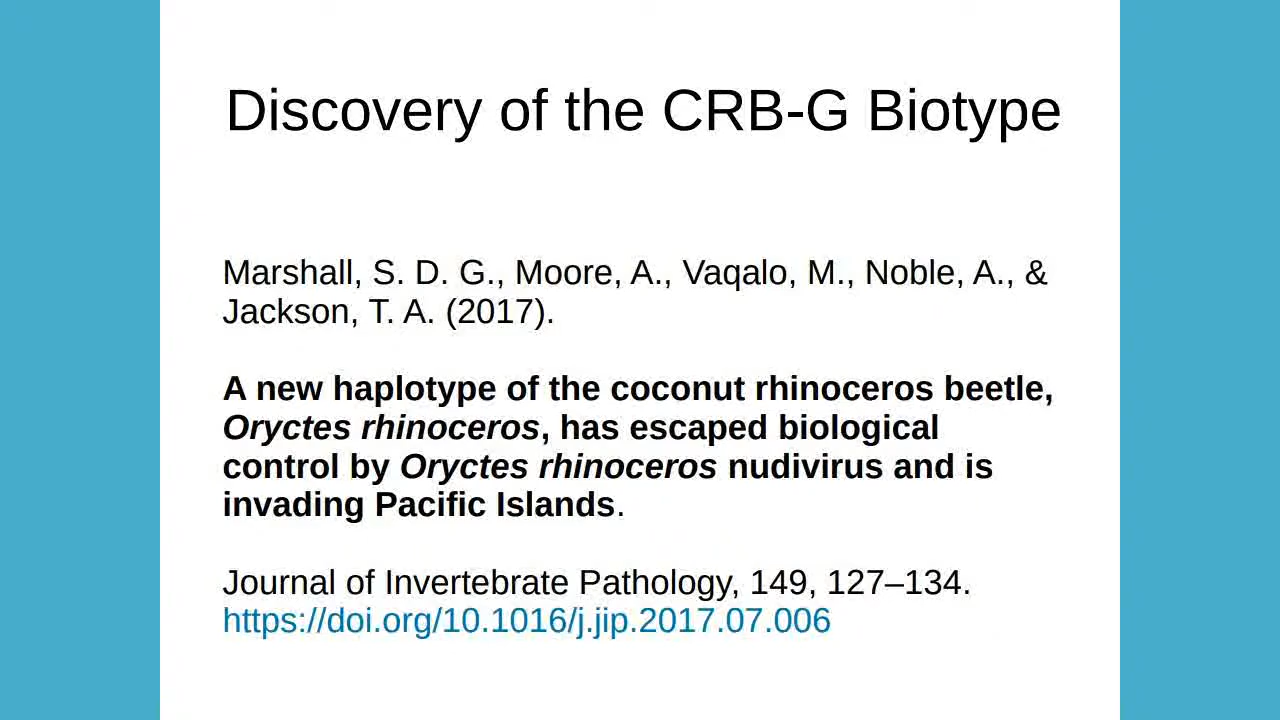 Discovery of the CRB-G Biotype
Marshall, S. D. G., Moore, A., Vaqalo, M., Noble, A., &
Jackson, T. A. (2017).
A new haplotype of the coconut rhinoceros beetle,
Oryctes rhinoceros, has escaped biological
control by Oryctes rhinoceros nudivirus and is
invading Pacific Islands.
Journal of Invertebrate Pathology, 149, 127–134.
https://doi.org/10.1016/j.jip.2017.07.006